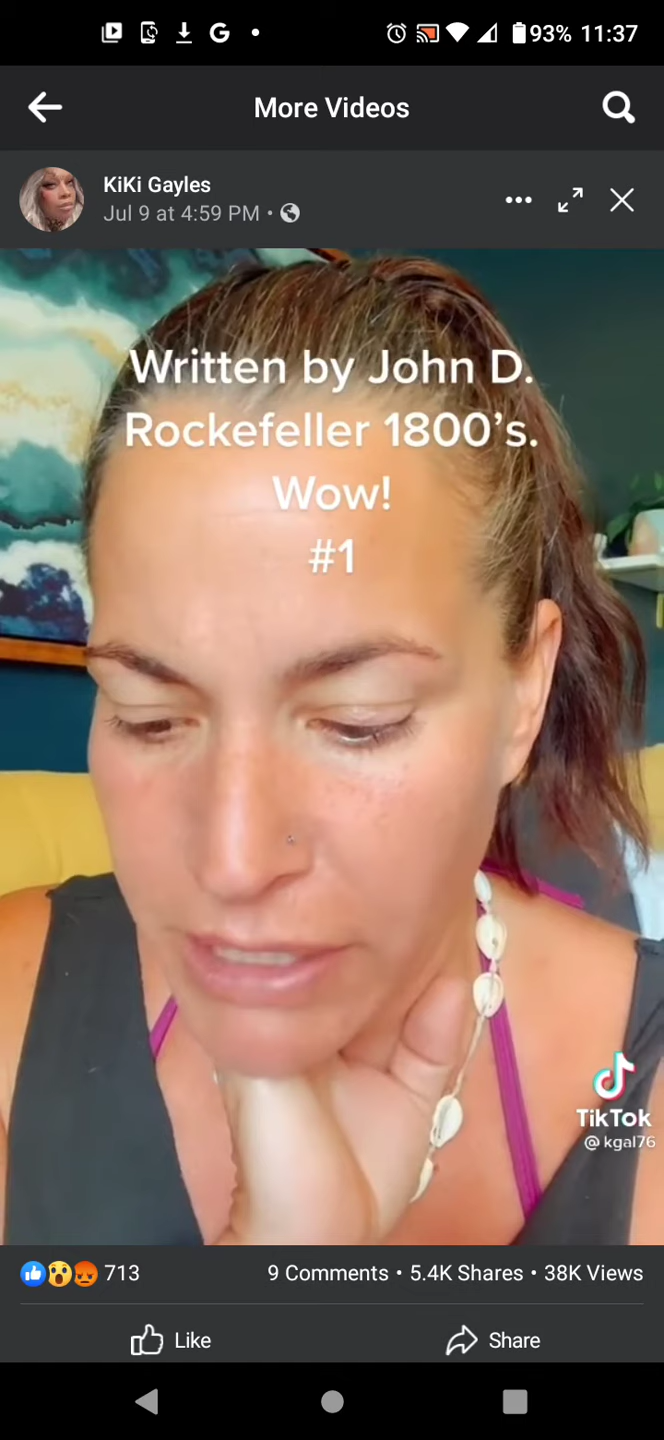 93% 11:37
More Videos
KiKi Gayles
Jul 9 at 4:59 PM •
Written by John D.
Rockefeller 1800's.
Wow!
#1
TikTok
@kgal76
713 9 Comments • 5.4K Shares • 38K Views
Like Share